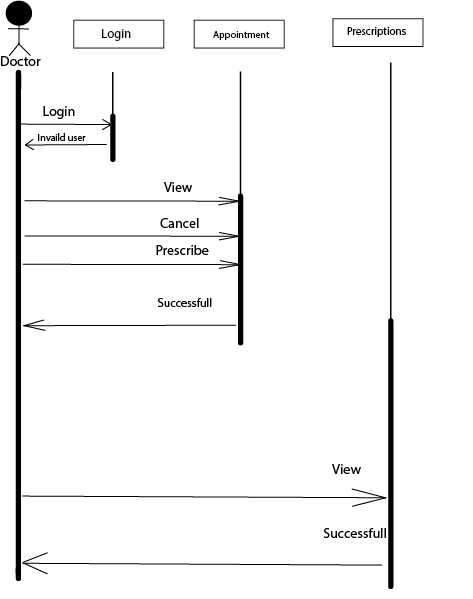 Login
Appointment
Prescriptions
Doctor
Login
Invaild user
View
Cancel
Prescribe
Successfull
View
Successfull